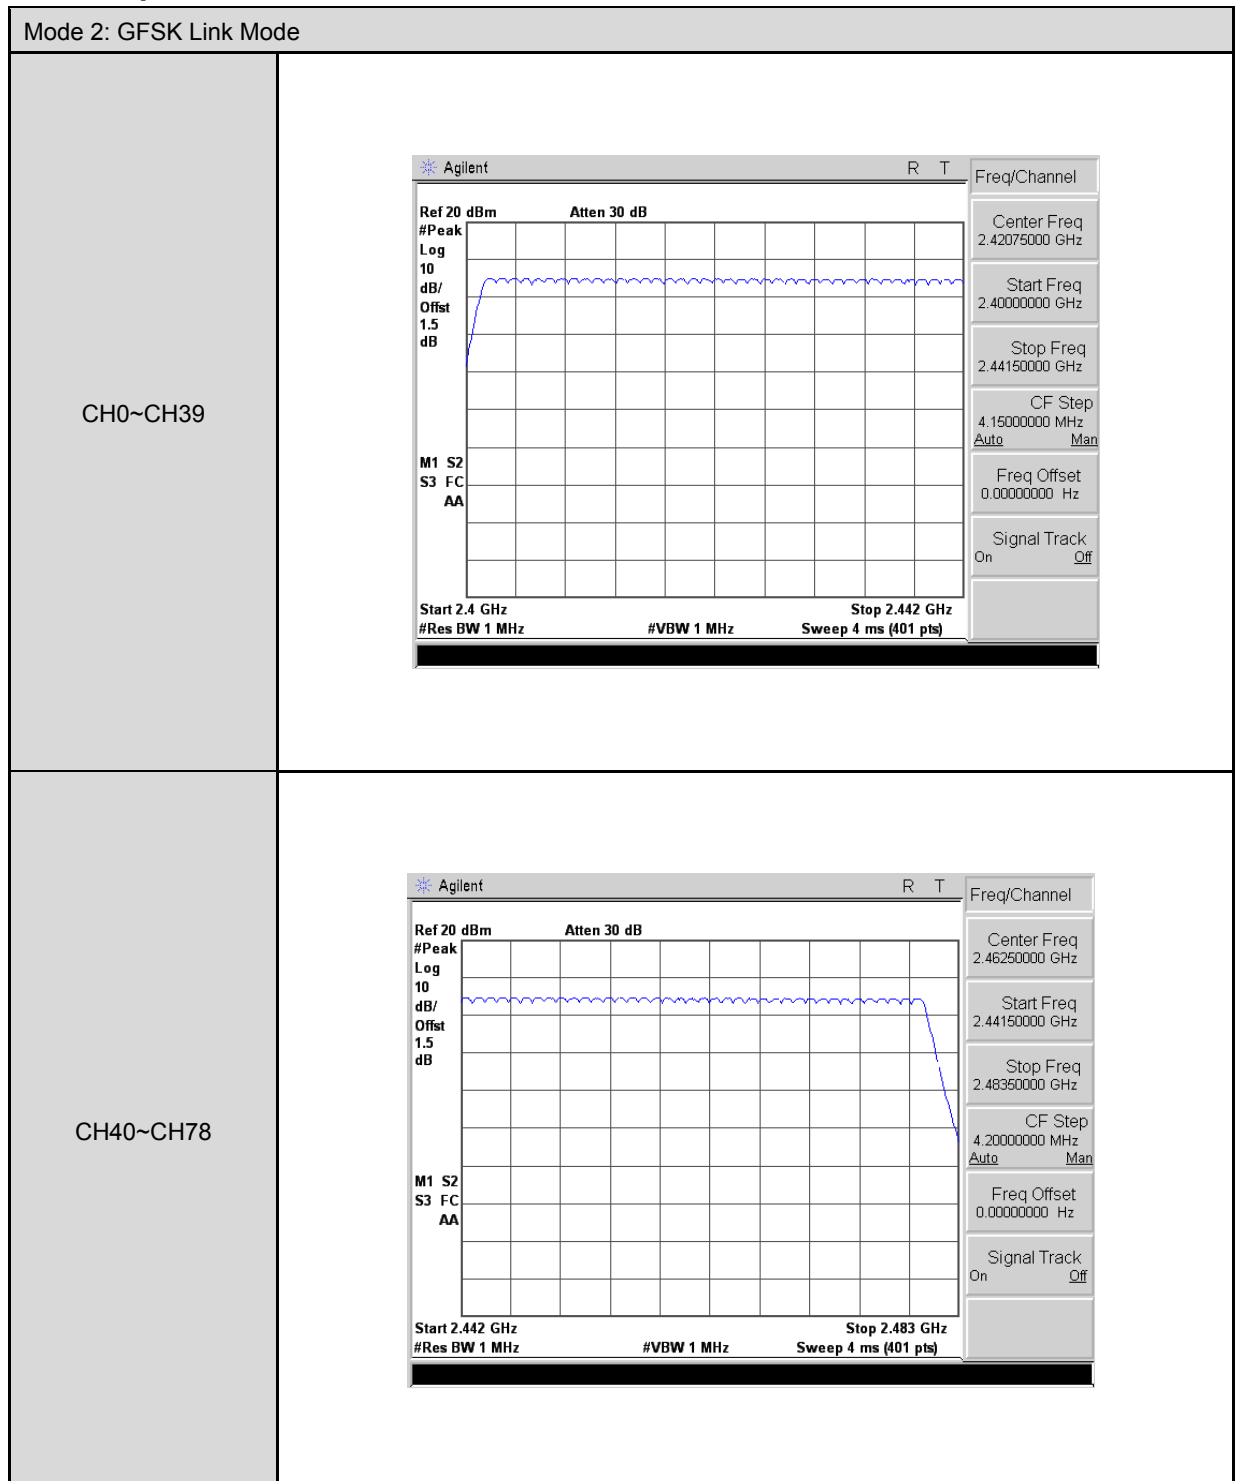 Mode 2: GFSK Link Mode
CH0~CH39
Agilent R T
Ref 20 dBm Atten 30 dB
#Peak
Log
10
dB/
Offst
1.5
dB
M1 S2
S3 FC
AA
Start 2.4 GHz Stop 2.442 GHz
#Res BW 1 MHz #VBW 1 MHz Sweep 4 ms (401 pts)
Freq/Channel
Center Freq
2.42075000 GHz
Start Freq
2.40000000 GHz
Stop Freq
2.44150000 GHz
CF Step
4.15000000 MHz
Auto Man
Freq Offset
0.00000000 Hz
Signal Track
On Off
CH40~CH78
Agilent R T
Ref 20 dBm Atten 30 dB
#Peak
Log
10
dB/
Offst
1.5
dB
M1 S2
S3 FC
AA
Start 2.442 GHz Stop 2.483 GHz
#Res BW 1 MHz #VBW 1 MHz Sweep 4 ms (401 pts)
Freq/Channel
Center Freq
2.46250000 GHz
Start Freq
2.44150000 GHz
Stop Freq
2.48350000 GHz
CF Step
4.20000000 MHz
Auto Man
Freq Offset
0.00000000 Hz
Signal Track
On Off